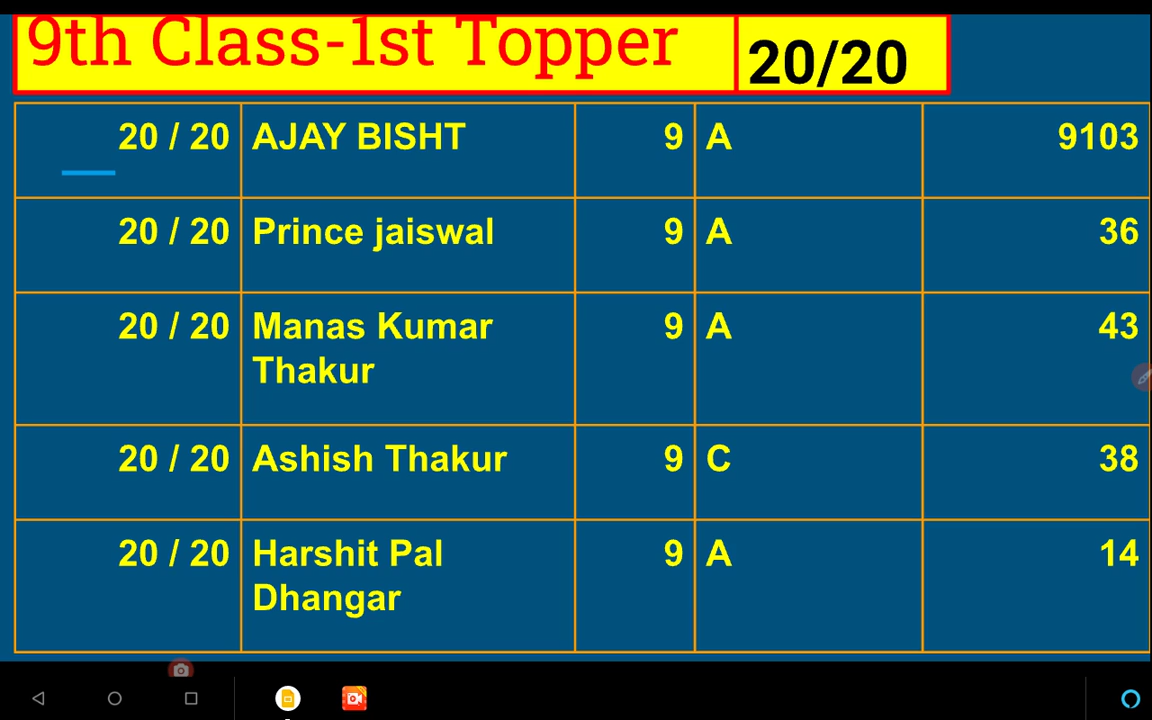 9th Class-1st Topper 20/20
20 / 20 AJAY BISHT 9 A 9103
20 / 20 Prince jaiswal 9 A 36
20 / 20 Manas Kumar 9 A 43
Thakur
20 / 20 Ashish Thakur 9 C 38
20 / 20 Harshit Pal 9 A 14
Dhangar